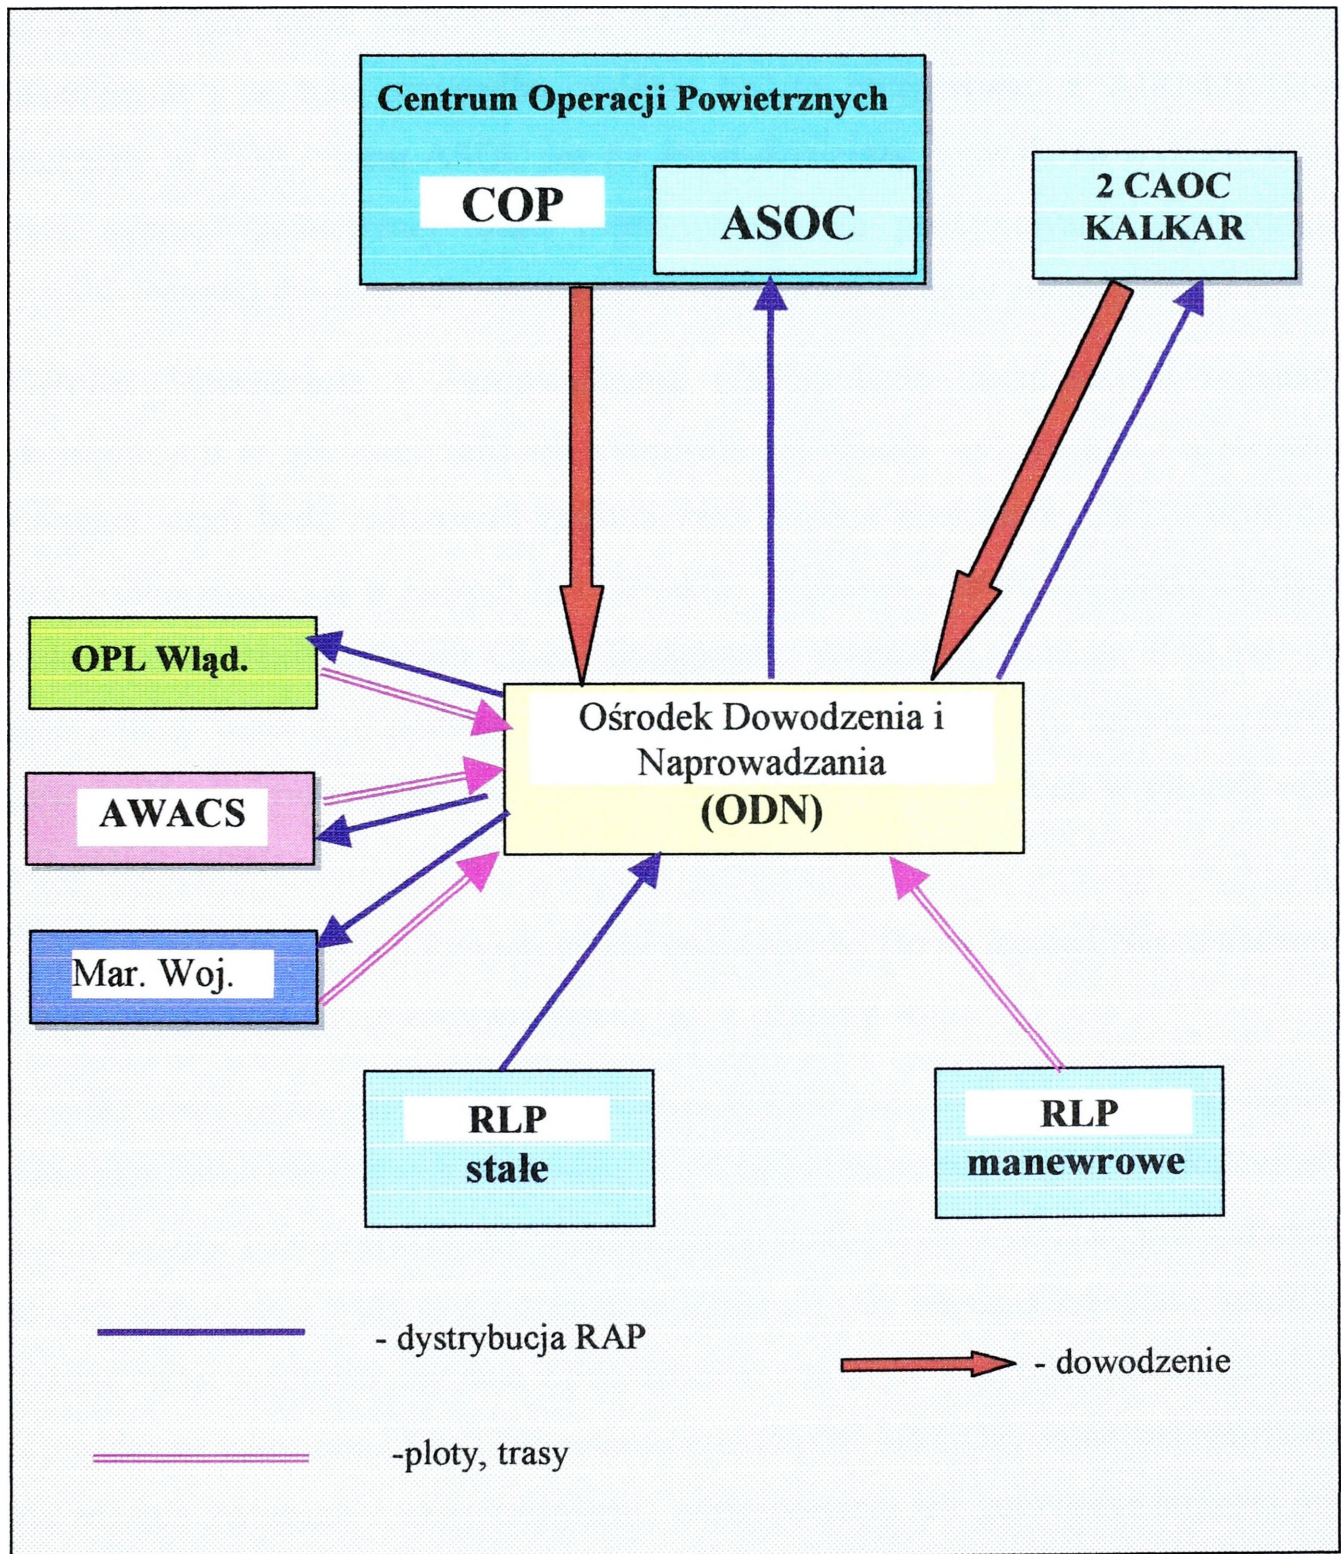 Centrum Operacji Powietrznych
COP
ASOC
2 CAOC
KALKAR
OPL Wląd.
AWACS
Mar. Woj.
Ośrodek Dowodzenia i
Naprowadzania
(ODN)
RLP
stałe
RLP
manewrowe
- dystrybucja RAP
- dowodzenie
-ploty, trasy